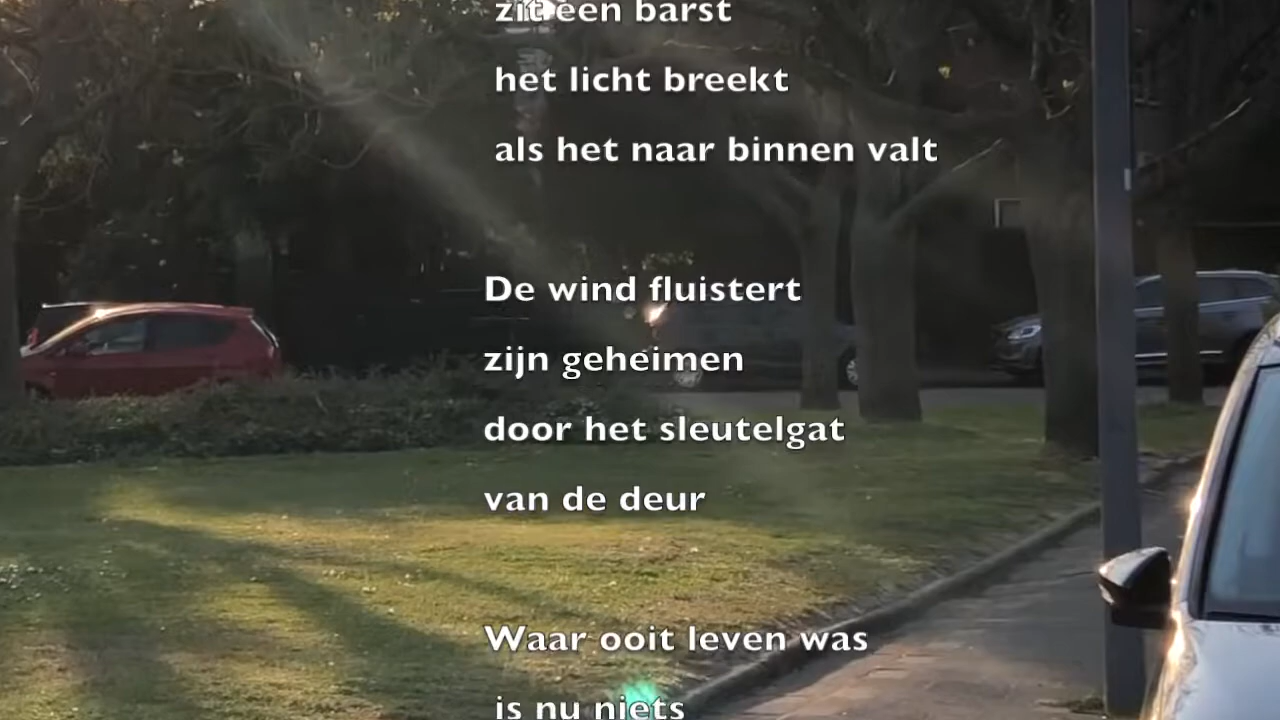 zit een barst
het licht breekt
als het naar binnen valt
De wind fluistert
zijn geheimen
door het sleutelgat
van de deur
Waar ooit leven was
is nu niets